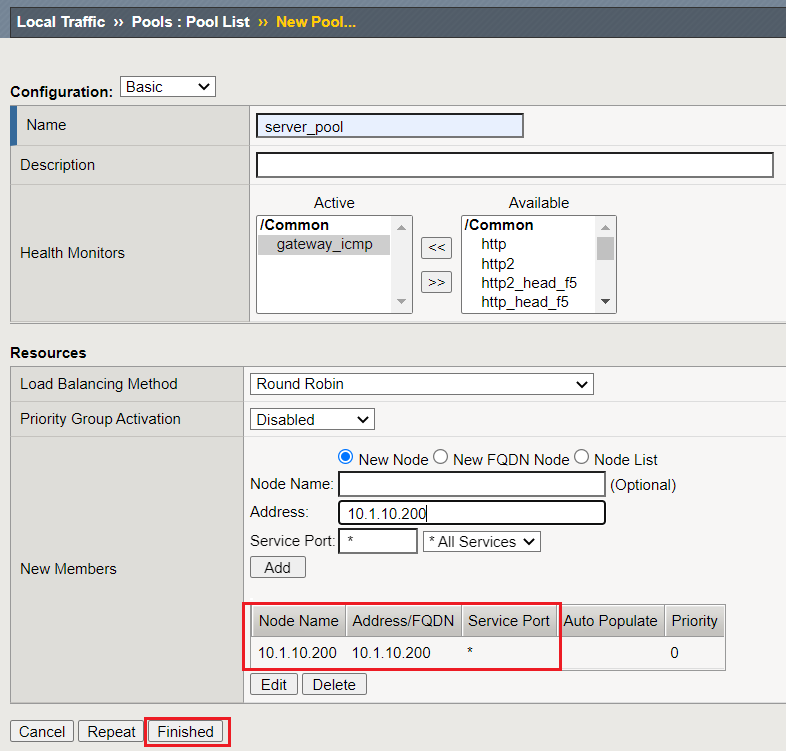 Local Traffic ›› Pools : Pool List ›› New Pool...
Configuration: Basic
Name server_pool
Description
Active Available
Health Monitors
/Common
gateway_icmp
<<
>>
/Common
http
http2
http2_head_f5
http_head_f5
Resources
Load Balancing Method Round Robin
Priority Group Activation Disabled
New Members
New Node New FQDN Node Node List
Node Name: (Optional)
Address: 10.1.10.200
Service Port: * * All Services
Add
Node Name Address/FQDN Service Port Auto Populate Priority
10.1.10.200 10.1.10.200 * 0
Edit Delete
Cancel Repeat Finished